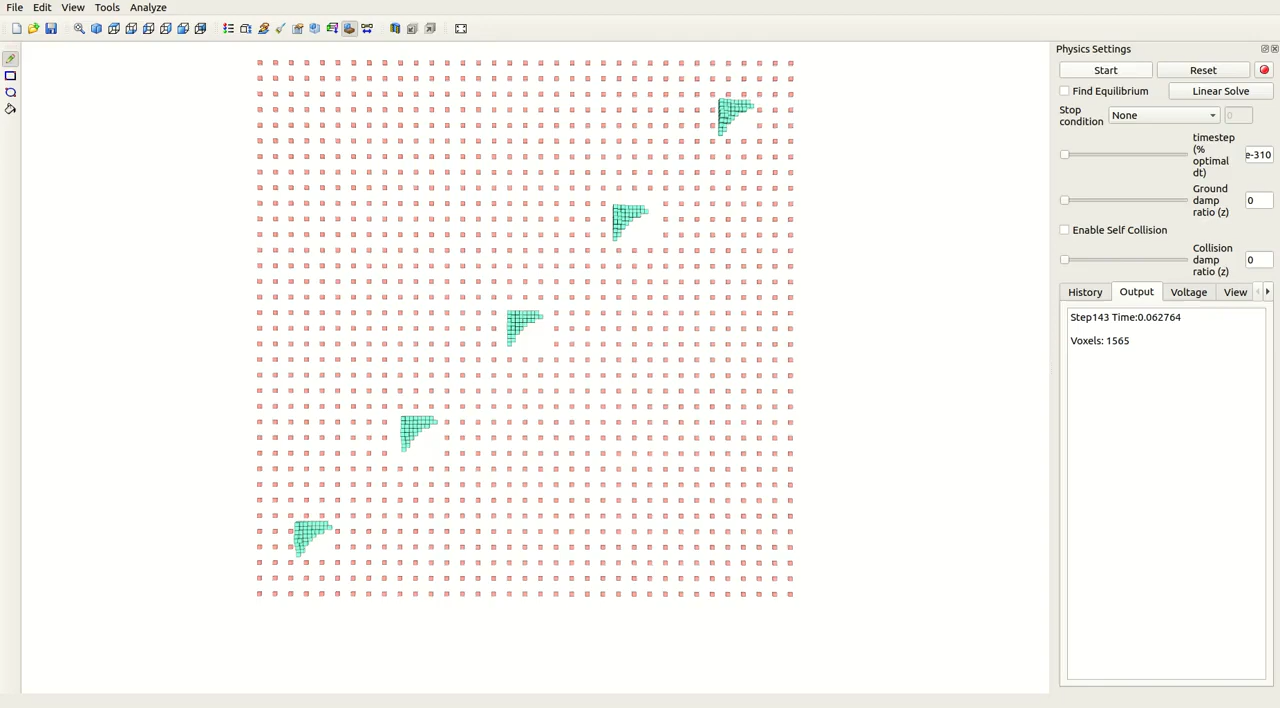 File Edit View Tools Analyze
Physics Settings
Start Reset
Find Equilibrium Linear Solve
Stop
condition None 0
timestep (%
optimal
dt)
e-310
Ground
damp
ratio (z)
0
Enable Self Collision
Collision
damp
ratio (z)
0
History Output Voltage View
Step143 Time:0.062764
Voxels: 1565